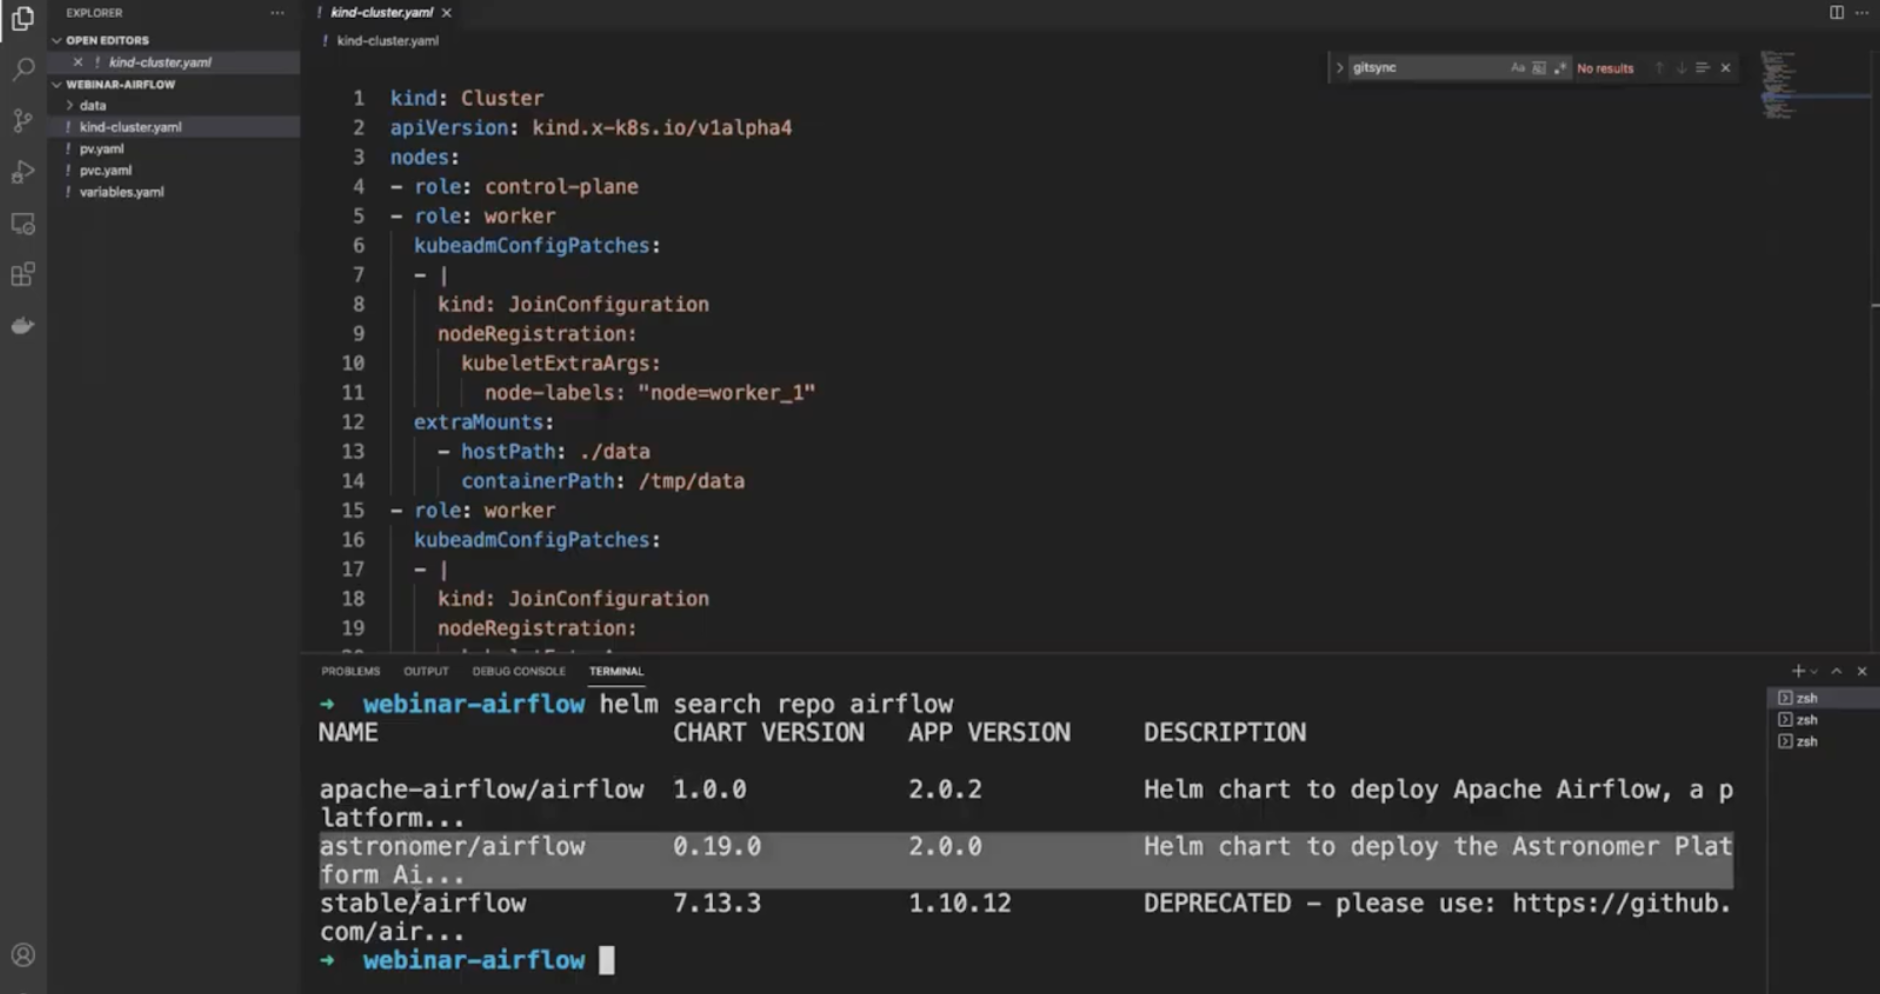 EXPLORER
OPEN EDITORS
! kind-cluster.yaml
WEBINAR-AIRFLOW
data
! kind-cluster.yaml
! pv.yaml
! pvc.yaml
! variables.yaml
! kind-cluster.yaml
! kind-cluster.yaml
gitsync Aa No results
1 kind: Cluster
2 apiVersion: kind.x-k8s.io/v1alpha4
3 nodes:
4 - role: control-plane
5 - role: worker
6 kubeadmConfigPatches:
7 - |
8 kind: JoinConfiguration
9 nodeRegistration:
10 kubeletExtraArgs:
11 node-labels: "node=worker_1"
12 extraMounts:
13 - hostPath: ./data
14 containerPath: /tmp/data
15 - role: worker
16 kubeadmConfigPatches:
17 - |
18 kind: JoinConfiguration
19 nodeRegistration:
PROBLEMS OUTPUT DEBUG CONSOLE TERMINAL
➜ webinar-airflow helm search repo airflow
NAME CHART VERSION APP VERSION DESCRIPTION
apache-airflow/airflow 1.0.0 2.0.2 Helm chart to deploy Apache Airflow, a p
latform...
astronomer/airflow 0.19.0 2.0.0 Helm chart to deploy the Astronomer Plat
form Ai...
stable/airflow 7.13.3 1.10.12 DEPRECATED - please use: https://github.
com/air...
➜ webinar-airflow
zsh
zsh
zsh